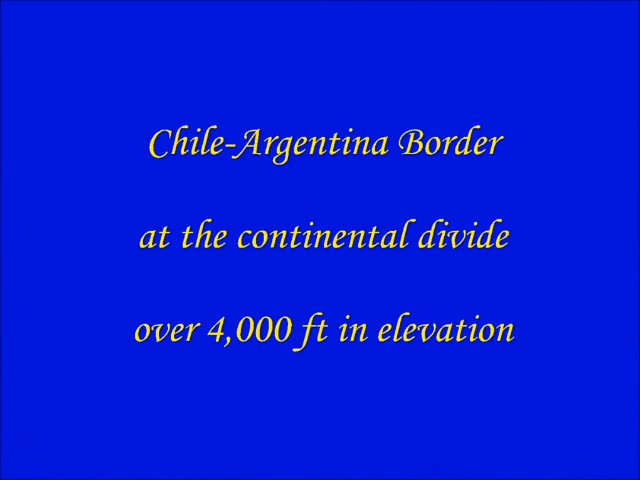 Chile-Argentina Border
at the continental divide
over 4,000 ft in elevation